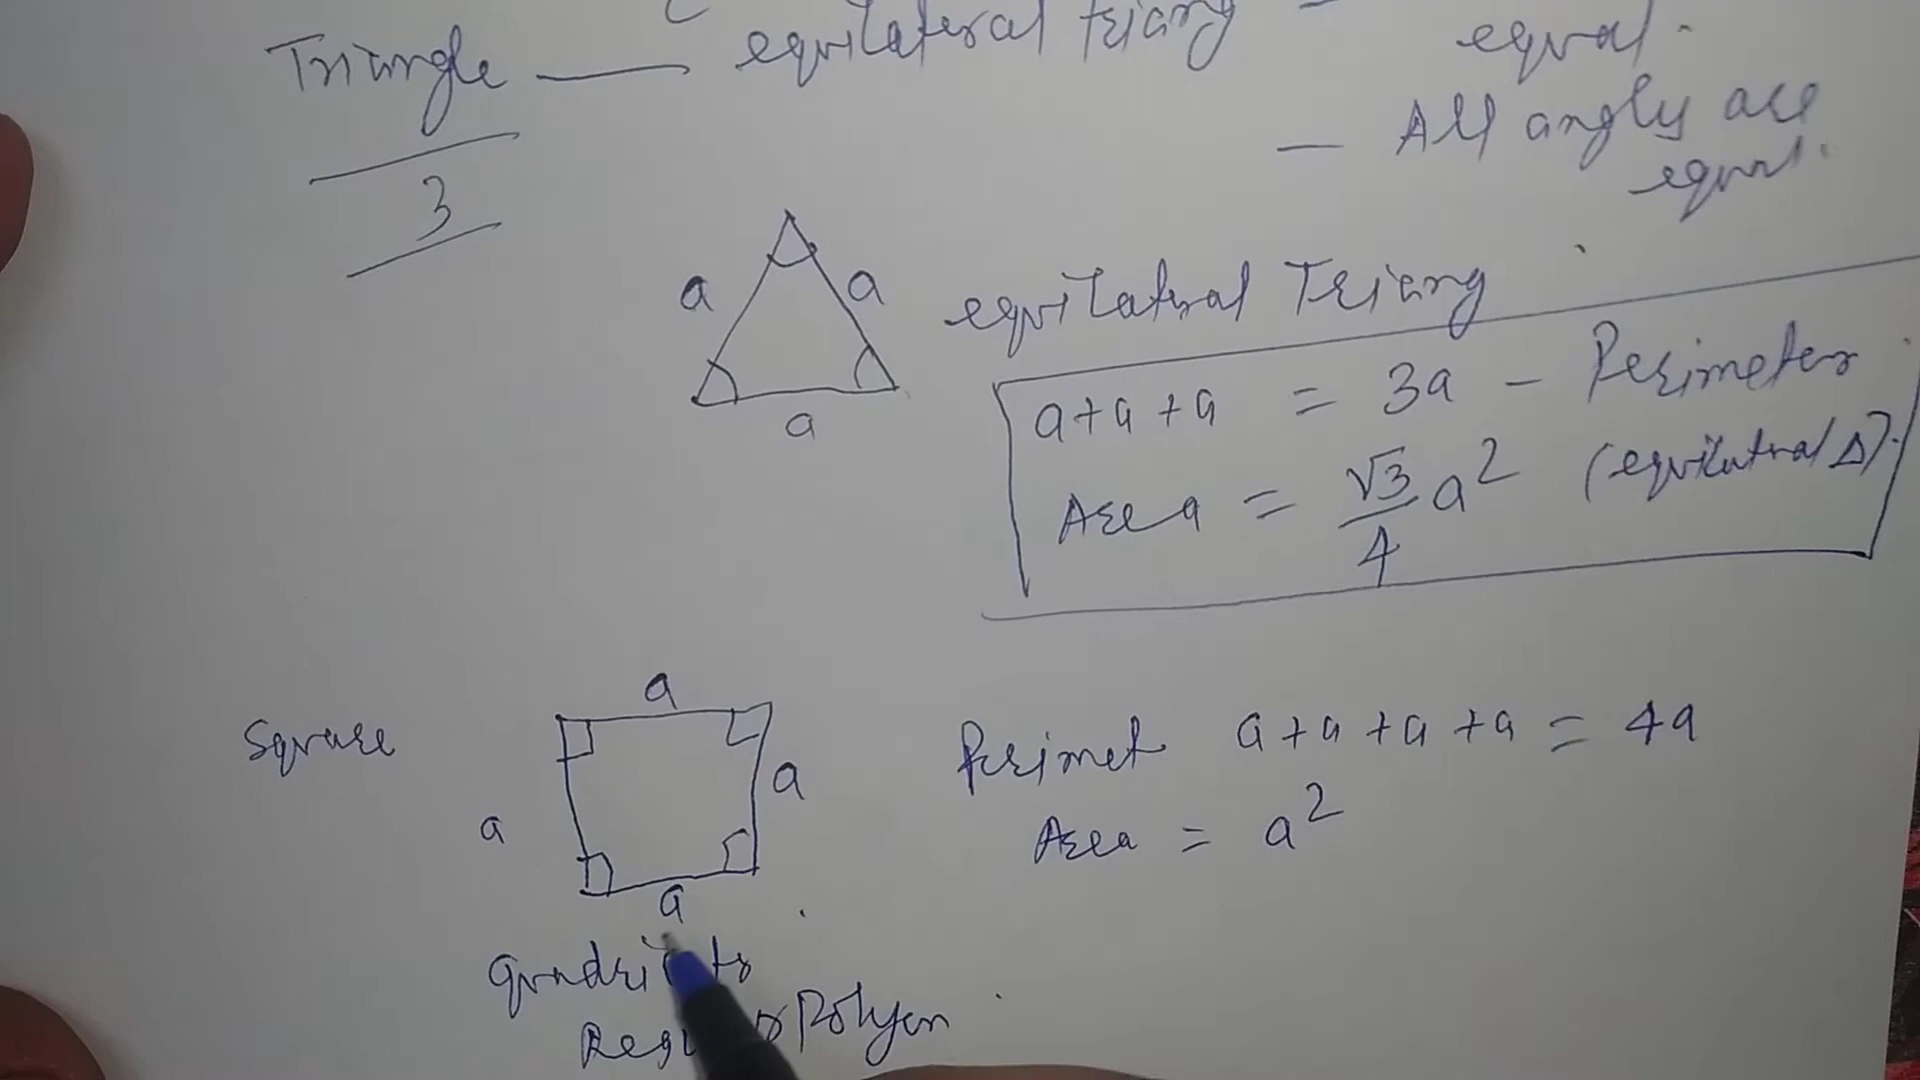 Triangle — equilateral triang —
equal.
3
— All angles are
equal.
a a
a
equilateral Triang
a+a+a = 3a - Perimeter
Area = √3/4 a² (equilateral Δ).
Square
a
a
a
a
Perimet a+a+a+a = 4a
Area = a²